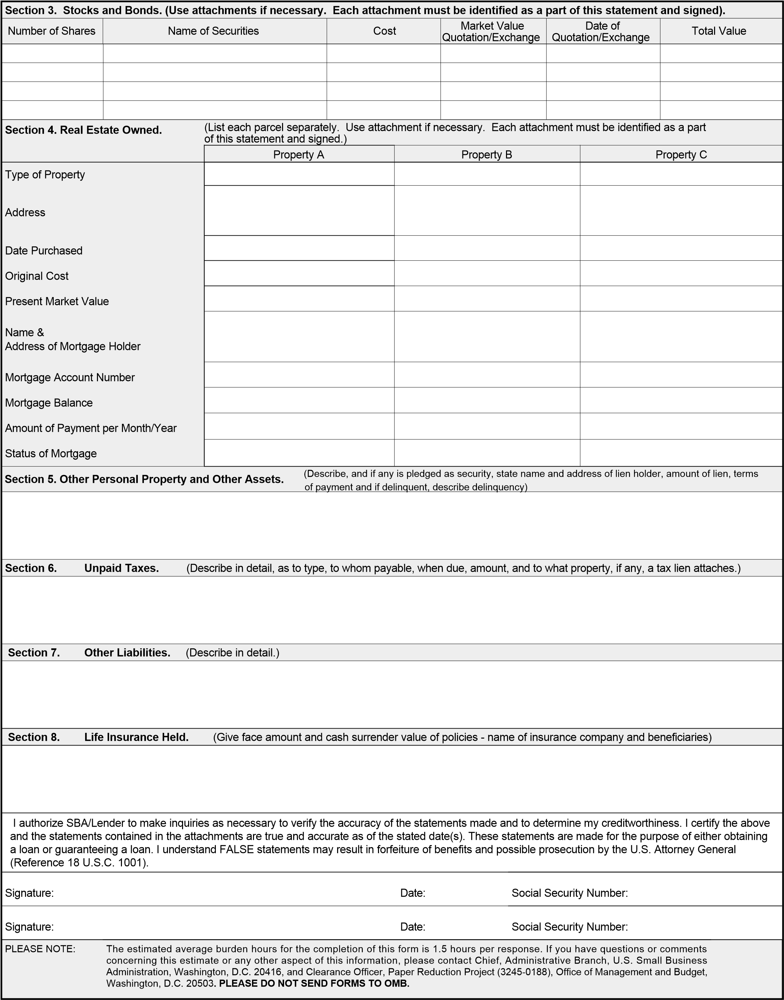 Section 3.  Stocks and Bonds. (Use attachments if necessary.  Each attachment must be identified as a part of this statement and signed).
Number of Shares
Name of Securities
Cost
Market Value
Quotation/Exchange
Date of
Quotation/Exchange
Total Value
Section 4. Real Estate Owned.
(List each parcel separately.  Use attachment if necessary.  Each attachment must be identified as a part
of this statement and signed.)
Property A
Property B
Property C
Type of Property
Address
Date Purchased
Original Cost
Present Market Value
Name &
Address of Mortgage Holder
Mortgage Account Number
Mortgage Balance
Amount of Payment per Month/Year
Status of Mortgage
Section 5. Other Personal Property and Other Assets.
(Describe, and if any is pledged as security, state name and address of lien holder, amount of lien, terms
of payment and if delinquent, describe delinquency)
Section 6. Unpaid Taxes. (Describe in detail, as to type, to whom payable, when due, amount, and to what property, if any, a tax lien attaches.)
Section 7. Other Liabilities. (Describe in detail.)
Section 8. Life Insurance Held. (Give face amount and cash surrender value of policies - name of insurance company and beneficiaries)
I authorize SBA/Lender to make inquiries as necessary to verify the accuracy of the statements made and to determine my creditworthiness. I certify the above
and the statements contained in the attachments are true and accurate as of the stated date(s). These statements are made for the purpose of either obtaining
a loan or guaranteeing a loan. I understand FALSE statements may result in forfeiture of benefits and possible prosecution by the U.S. Attorney General
(Reference 18 U.S.C. 1001).
Signature: Date: Social Security Number:
Signature: Date: Social Security Number:
PLEASE NOTE: The estimated average burden hours for the completion of this form is 1.5 hours per response. If you have questions or comments
concerning this estimate or any other aspect of this information, please contact Chief, Administrative Branch, U.S. Small Business
Administration, Washington, D.C. 20416, and Clearance Officer, Paper Reduction Project (3245-0188), Office of Management and Budget,
Washington, D.C. 20503. PLEASE DO NOT SEND FORMS TO OMB.